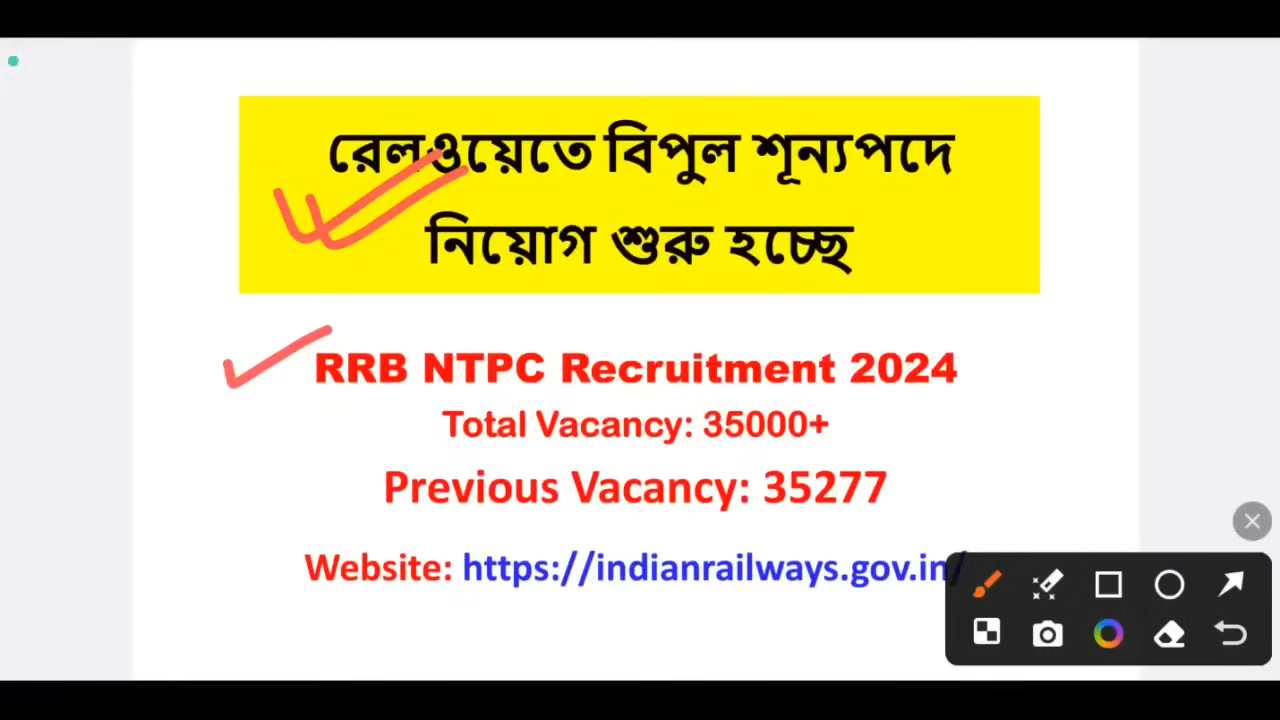 রেলওয়েতে বিপুল শূন্যপদে
নিয়োগ শুরু হচ্ছে
RRB NTPC Recruitment 2024
Total Vacancy: 35000+
Previous Vacancy: 35277
Website: https://indianrailways.gov.in/